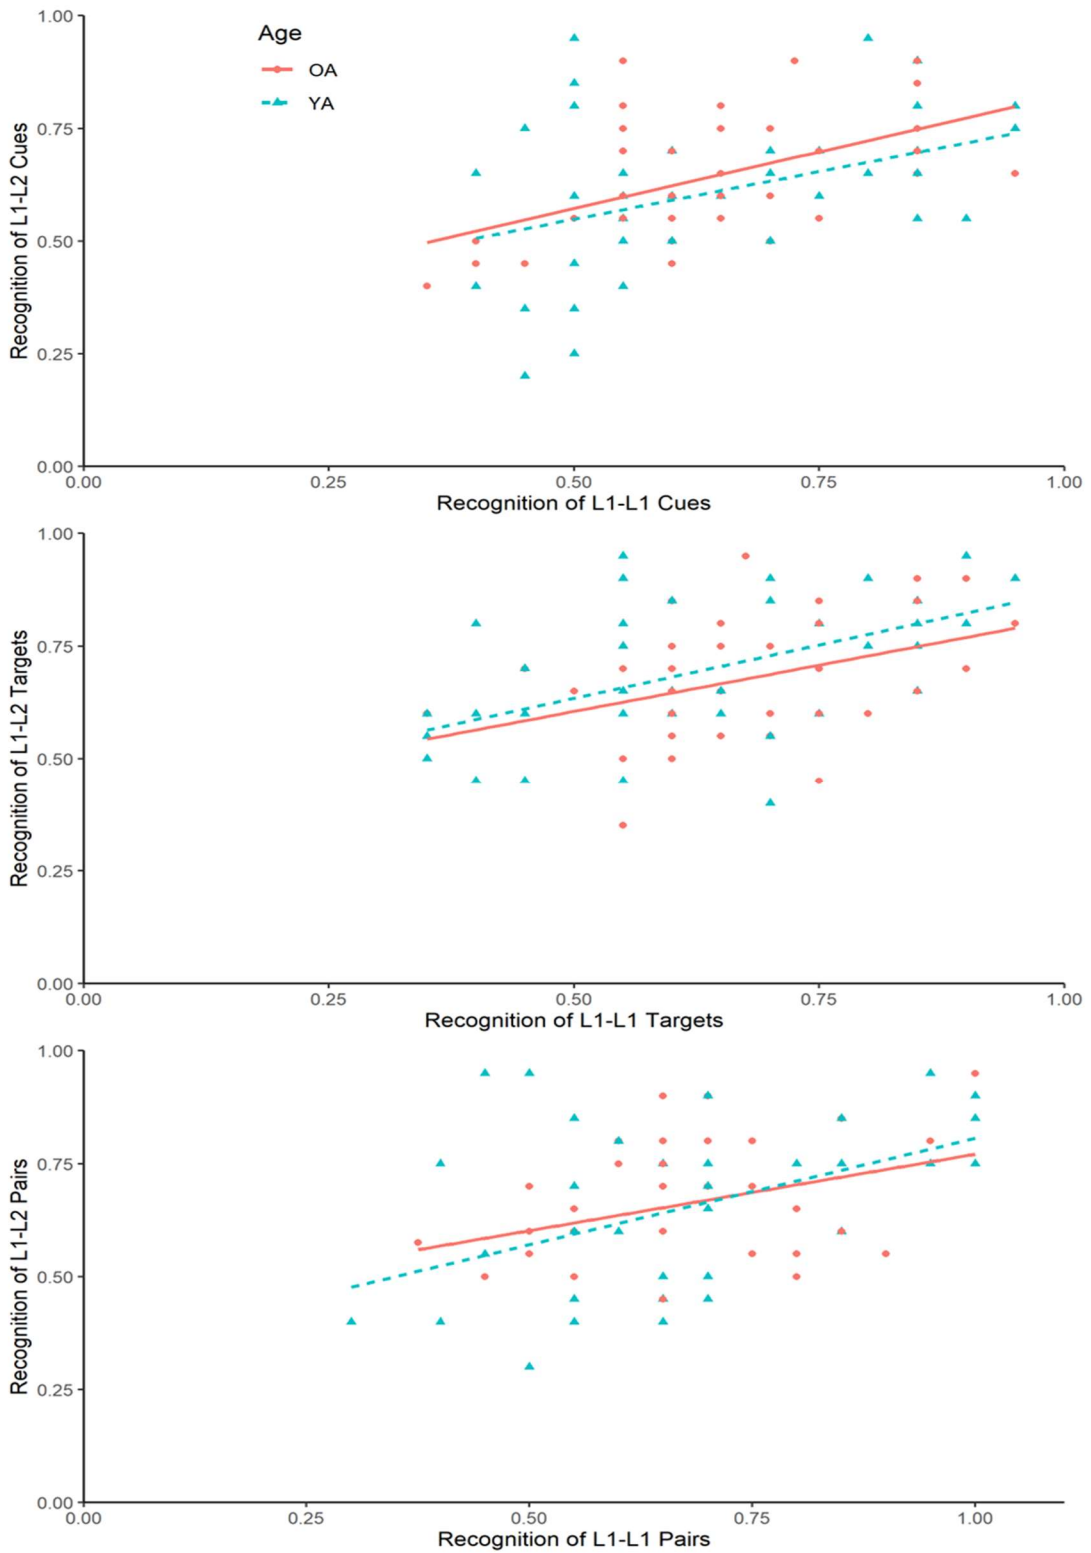 1.00
Age
OA
YA
0.75
0.50
0.25
0.00
Recognition of L1-L2 Cues
0.00 0.25 0.50 0.75 1.00
Recognition of L1-L1 Cues
1.00
0.75
0.50
0.25
0.00
Recognition of L1-L2 Targets
0.00 0.25 0.50 0.75 1.00
Recognition of L1-L1 Targets
1.00
0.75
0.50
0.25
0.00
Recognition of L1-L2 Pairs
0.00 0.25 0.50 0.75 1.00
Recognition of L1-L1 Pairs